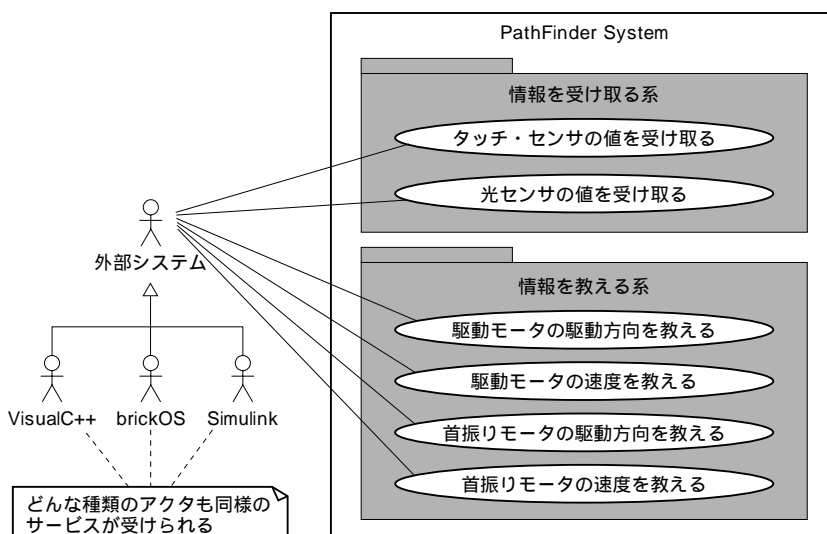 PathFinder System
情報を受け取る系
タッチ・センサの値を受け取る
光センサの値を受け取る
外部システム
情報を教える系
駆動モータの駆動方向を教える
駆動モータの速度を教える
首振りモータの駆動方向を教える
首振りモータの速度を教える
VisualC++ brickOS Simulink
どんな種類のアクタも同様の
サービスが受けられる